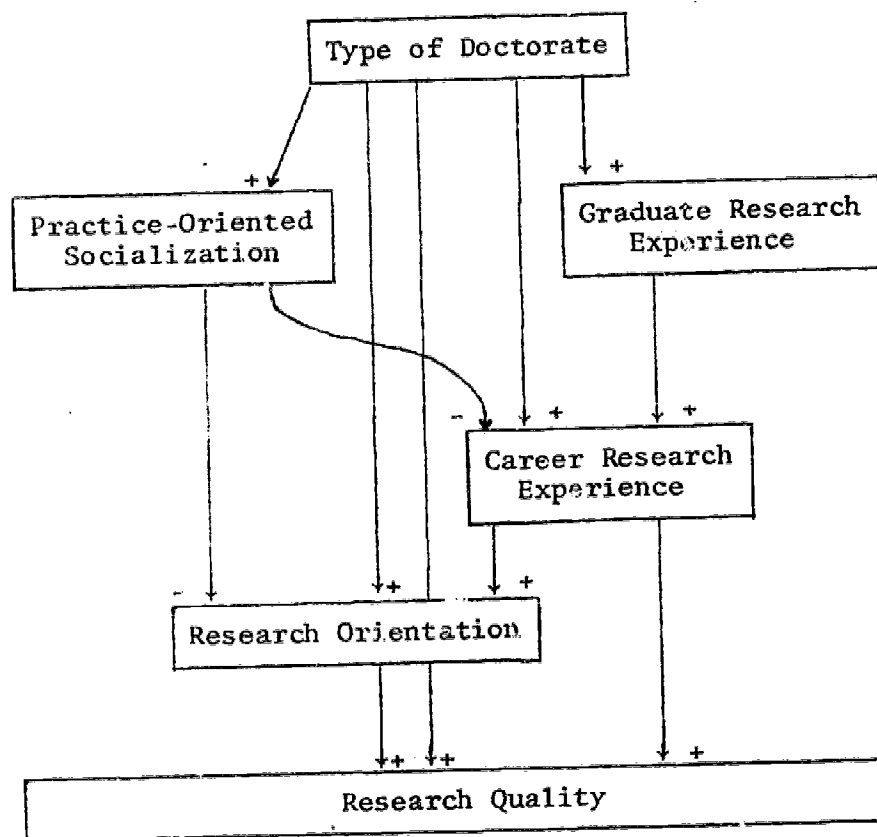 Type of Doctorate
+
+
Practice-Oriented
Socialization
Graduate Research
Experience
-
+
+
Career Research
Experience
-
+
+
Research Orientation
+
+
+
Research Quality